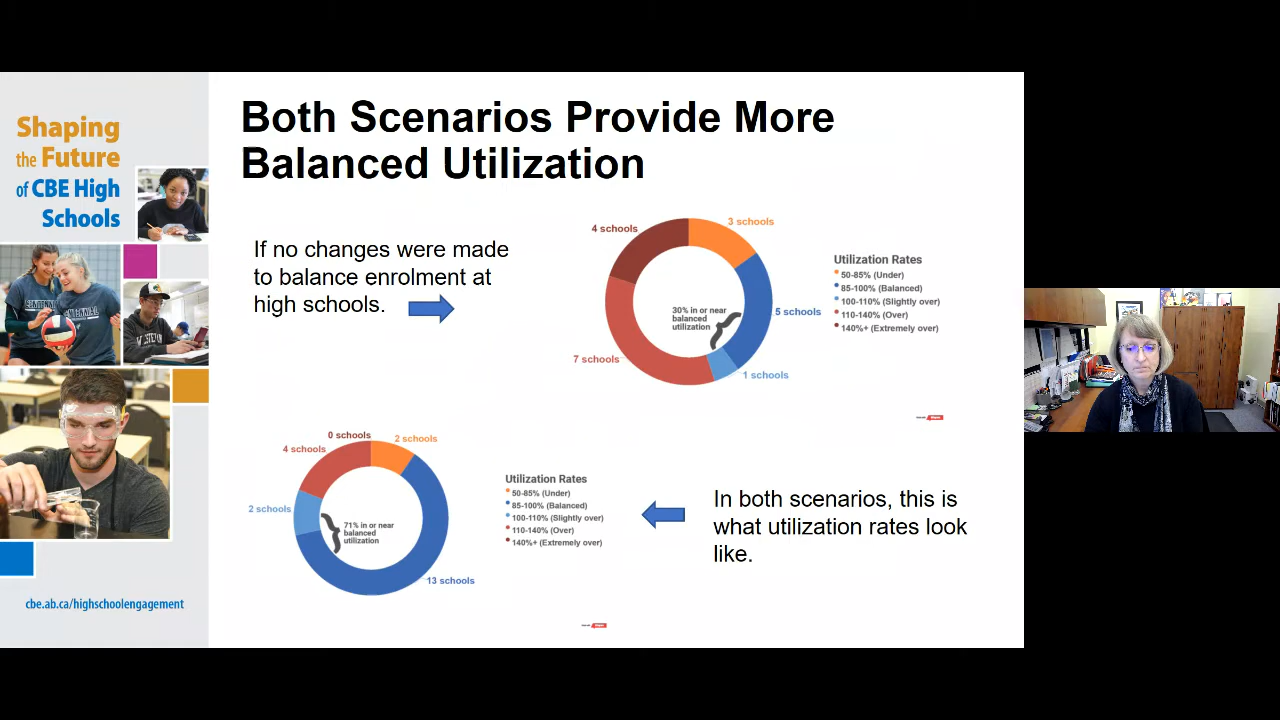 Shaping
the Future
of CBE High
Schools
cbe.ab.ca/highschoolengagement
Both Scenarios Provide More
Balanced Utilization
If no changes were made
to balance enrolment at
high schools.
4 schools
3 schools
5 schools
1 schools
7 schools
30% in or near
balanced
utilization
Utilization Rates
50-85% (Under)
85-100% (Balanced)
100-110% (Slightly over)
110-140% (Over)
140%+ (Extremely over)
0 schools
2 schools
4 schools
2 schools
13 schools
71% in or near
balanced
utilization
Utilization Rates
50-85% (Under)
85-100% (Balanced)
100-110% (Slightly over)
110-140% (Over)
140%+ (Extremely over)
In both scenarios, this is
what utilization rates look
like.